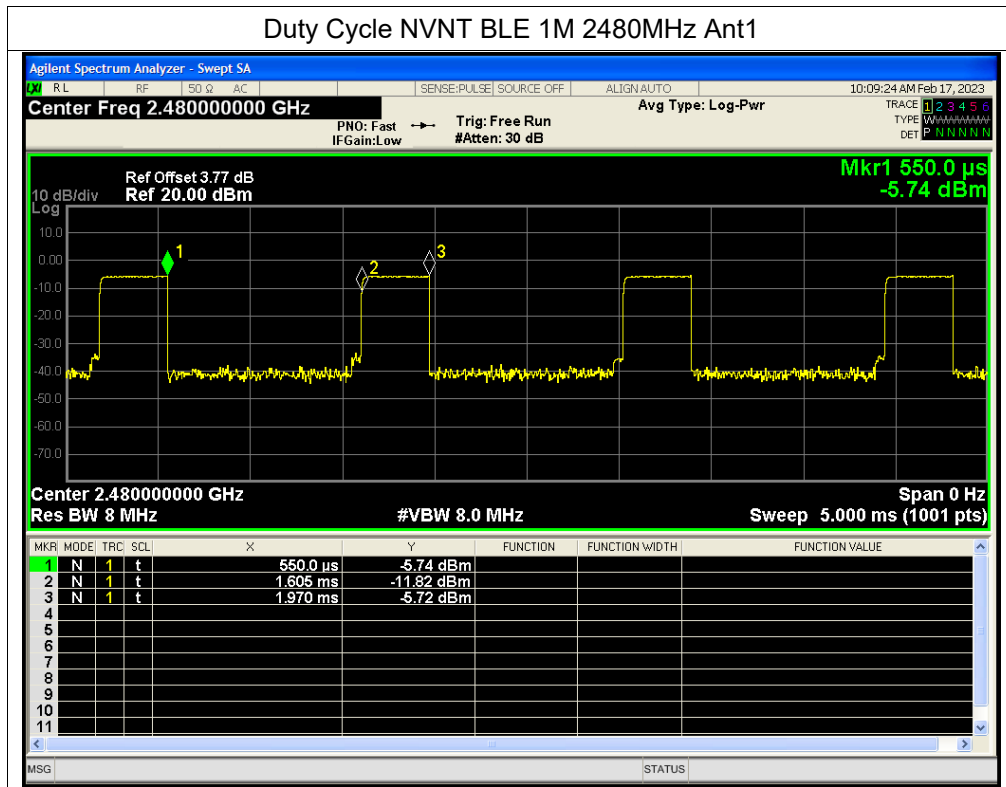 Duty Cycle NVNT BLE 1M 2480MHz Ant1
Agilent Spectrum Analyzer - Swept SA
LXI RL RF 50 Ω AC SENSE:PULSE SOURCE OFF ALIGN AUTO 10:09:24 AM Feb 17, 2023
Center Freq 2.480000000 GHz Avg Type: Log-Pwr TRACE 1 2 3 4 5 6
PNO: Fast Trig: Free Run TYPE WWWWWW
IFGain:Low #Atten: 30 dB DET P N N N N N
Mkr1 550.0 µs
Ref Offset 3.77 dB
10 dB/div Ref 20.00 dBm -5.74 dBm
Log
10.0
1 3
0.00
2
-10.0
-20.0
-30.0
-40.0
-50.0
-60.0
-70.0
Center 2.480000000 GHz Span 0 Hz
Res BW 8 MHz #VBW 8.0 MHz Sweep 5.000 ms (1001 pts)
MKR MODE TRC SCL X Y FUNCTION FUNCTION WIDTH FUNCTION VALUE
1 N 1 t 550.0 µs -5.74 dBm
2 N 1 t 1.605 ms -11.82 dBm
3 N 1 t 1.970 ms -5.72 dBm
4
5
6
7
8
9
10
11
MSG STATUS